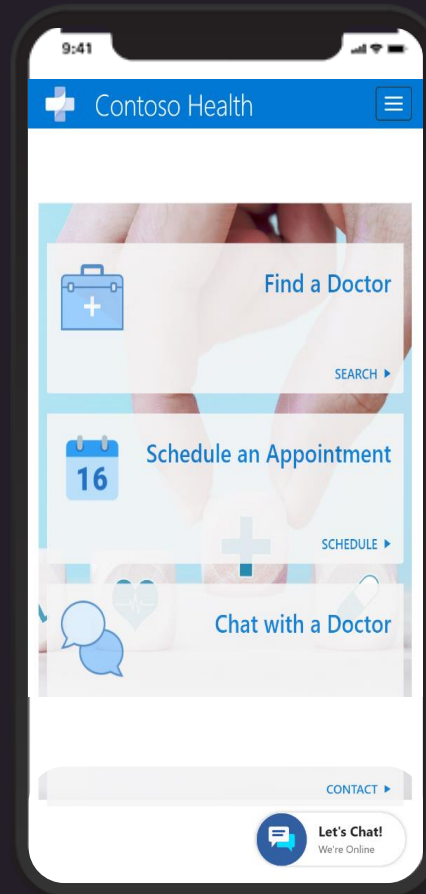 9:41
Contoso Health
Find a Doctor
SEARCH ▶
16
Schedule an Appointment
SCHEDULE ▶
Chat with a Doctor
CONTACT ▶
Let's Chat!
We're Online